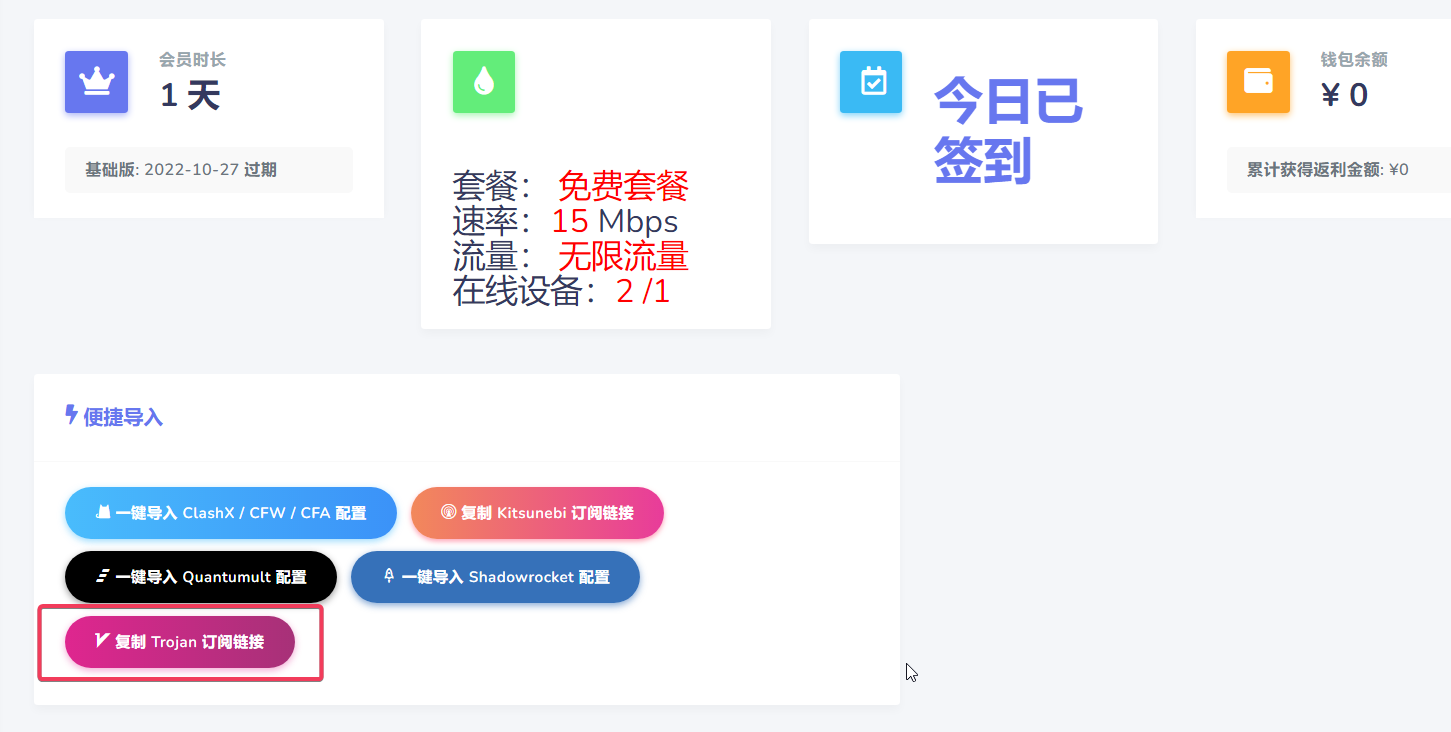 会员时长
1 天
基础版: 2022-10-27 过期
套餐： 免费套餐
速率：15 Mbps
流量： 无限流量
在线设备：2 /1
今日已
签到
钱包余额
¥ 0
累计获得返利金额: ¥0
便捷导入
一键导入 ClashX / CFW / CFA 配置
复制 Kitsunebi 订阅链接
一键导入 Quantumult 配置
一键导入 Shadowrocket 配置
复制 Trojan 订阅链接